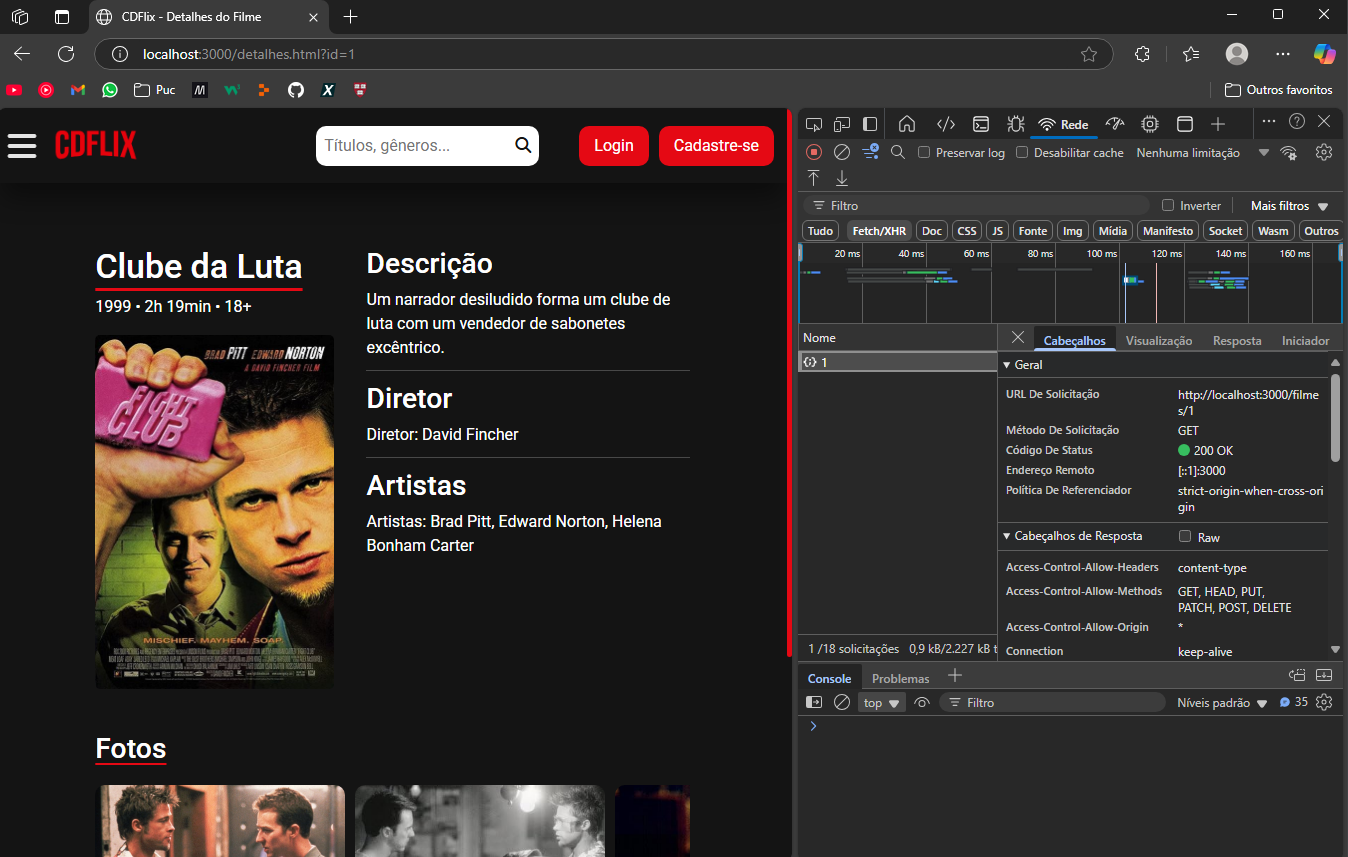 CDFlix - Detalhes do Filme
localhost:3000/detalhes.html?id=1
Puc
Outros favoritos
CDFLIX
Títulos, gêneros...
Login
Cadastre-se
Clube da Luta
1999 • 2h 19min • 18+
BRAD PITT EDWARD NORTON
A DAVID FINCHER FILM
FIGHT
CLUB
MISCHIEF. MAYHEM. SOAP.
Descrição
Um narrador desiludido forma um clube de
luta com um vendedor de sabonetes
excêntrico.
Diretor
Diretor: David Fincher
Artistas
Artistas: Brad Pitt, Edward Norton, Helena
Bonham Carter
Fotos
Rede
Preservar log
Desabilitar cache
Nenhuma limitação
Filtro
Inverter
Mais filtros
Tudo
Fetch/XHR
Doc
CSS
JS
Fonte
Img
Mídia
Manifesto
Socket
Wasm
Outros
20 ms
40 ms
60 ms
80 ms
100 ms
120 ms
140 ms
160 ms
Nome
{;} 1
Cabeçalhos
Visualização
Resposta
Iniciador
Geral
URL De Solicitação
http://localhost:3000/filme
s/1
Método De Solicitação
GET
Código De Status
200 OK
Endereço Remoto
[::1]:3000
Política De Referenciador
strict-origin-when-cross-ori
gin
Cabeçalhos de Resposta
Raw
Access-Control-Allow-Headers
content-type
Access-Control-Allow-Methods
GET, HEAD, PUT,
PATCH, POST, DELETE
Access-Control-Allow-Origin
*
Connection
keep-alive
1 /18 solicitações
0,9 kB/2.227 kB t
Console
Problemas
top
Filtro
Níveis padrão
35